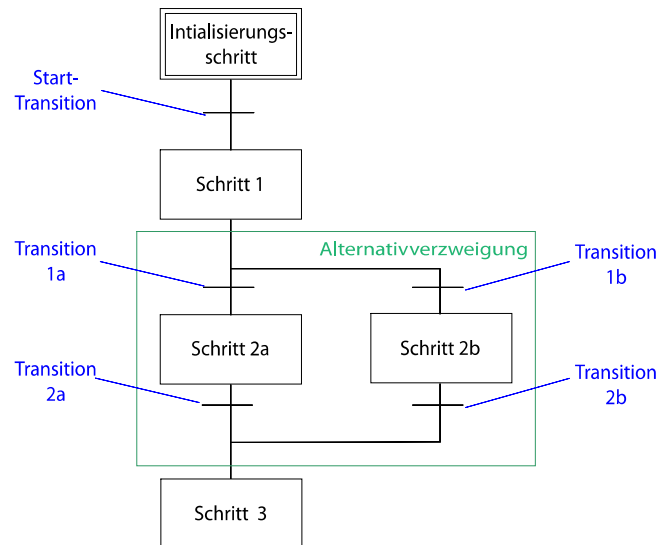 Intialisierungs-
schritt
Start-
Transition
Schritt 1
Alternativverzweigung
Transition
1a
Transition
1b
Schritt 2a
Schritt 2b
Transition
2a
Transition
2b
Schritt 3